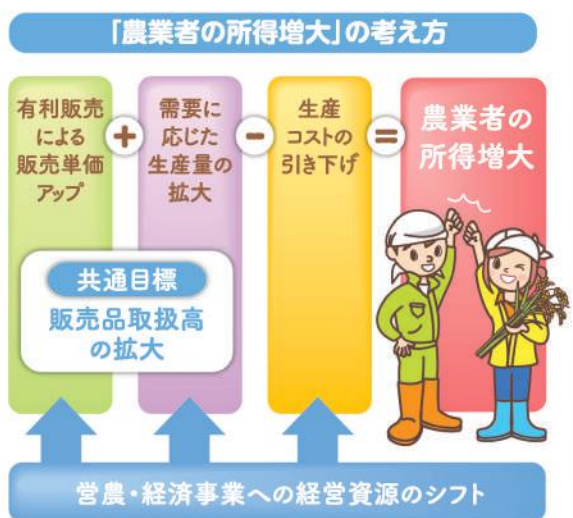 「農業者の所得増大」の考え方
有利販売
による
販売単価
アップ
+
需要に
応じた
生産量の
拡大
-
生産
コストの
引き下げ
=
農業者の
所得増大
共通目標
販売品取扱高
の拡大
営農・経済事業への経営資源のシフト